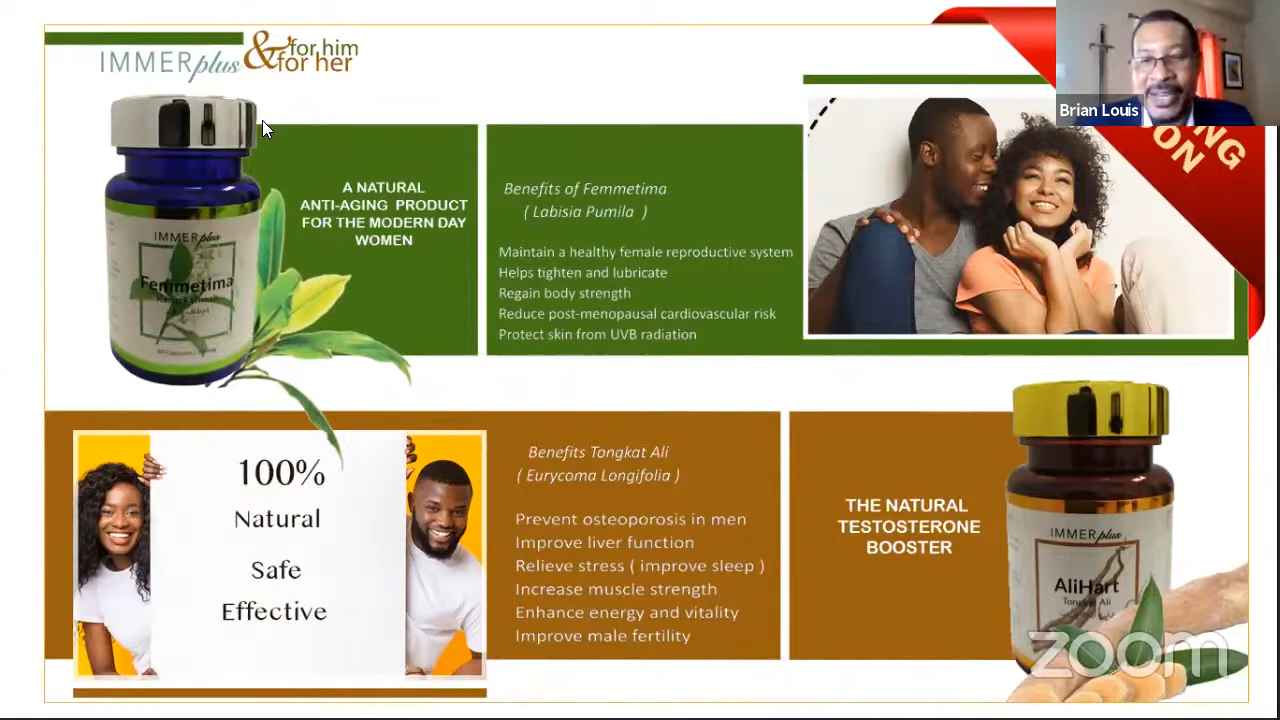 IMMERplus & for him
for her
Brian Louis
NG
ON
A NATURAL
ANTI-AGING PRODUCT
FOR THE MODERN DAY
WOMEN
Benefits of Femmetima
( Labisia Pumila )
Maintain a healthy female reproductive system
Helps tighten and lubricate
Regain body strength
Reduce post-menopausal cardiovascular risk
Protect skin from UVB radiation
IMMERplus
Femmetima
100%
Natural
Safe
Effective
Benefits Tongkat Ali
( Eurycoma Longifolia )
Prevent osteoporosis in men
Improve liver function
Relieve stress ( improve sleep )
Increase muscle strength
Enhance energy and vitality
Improve male fertility
THE NATURAL
TESTOSTERONE
BOOSTER
IMMERplus
AliHart
Tongkat Ali
zoom